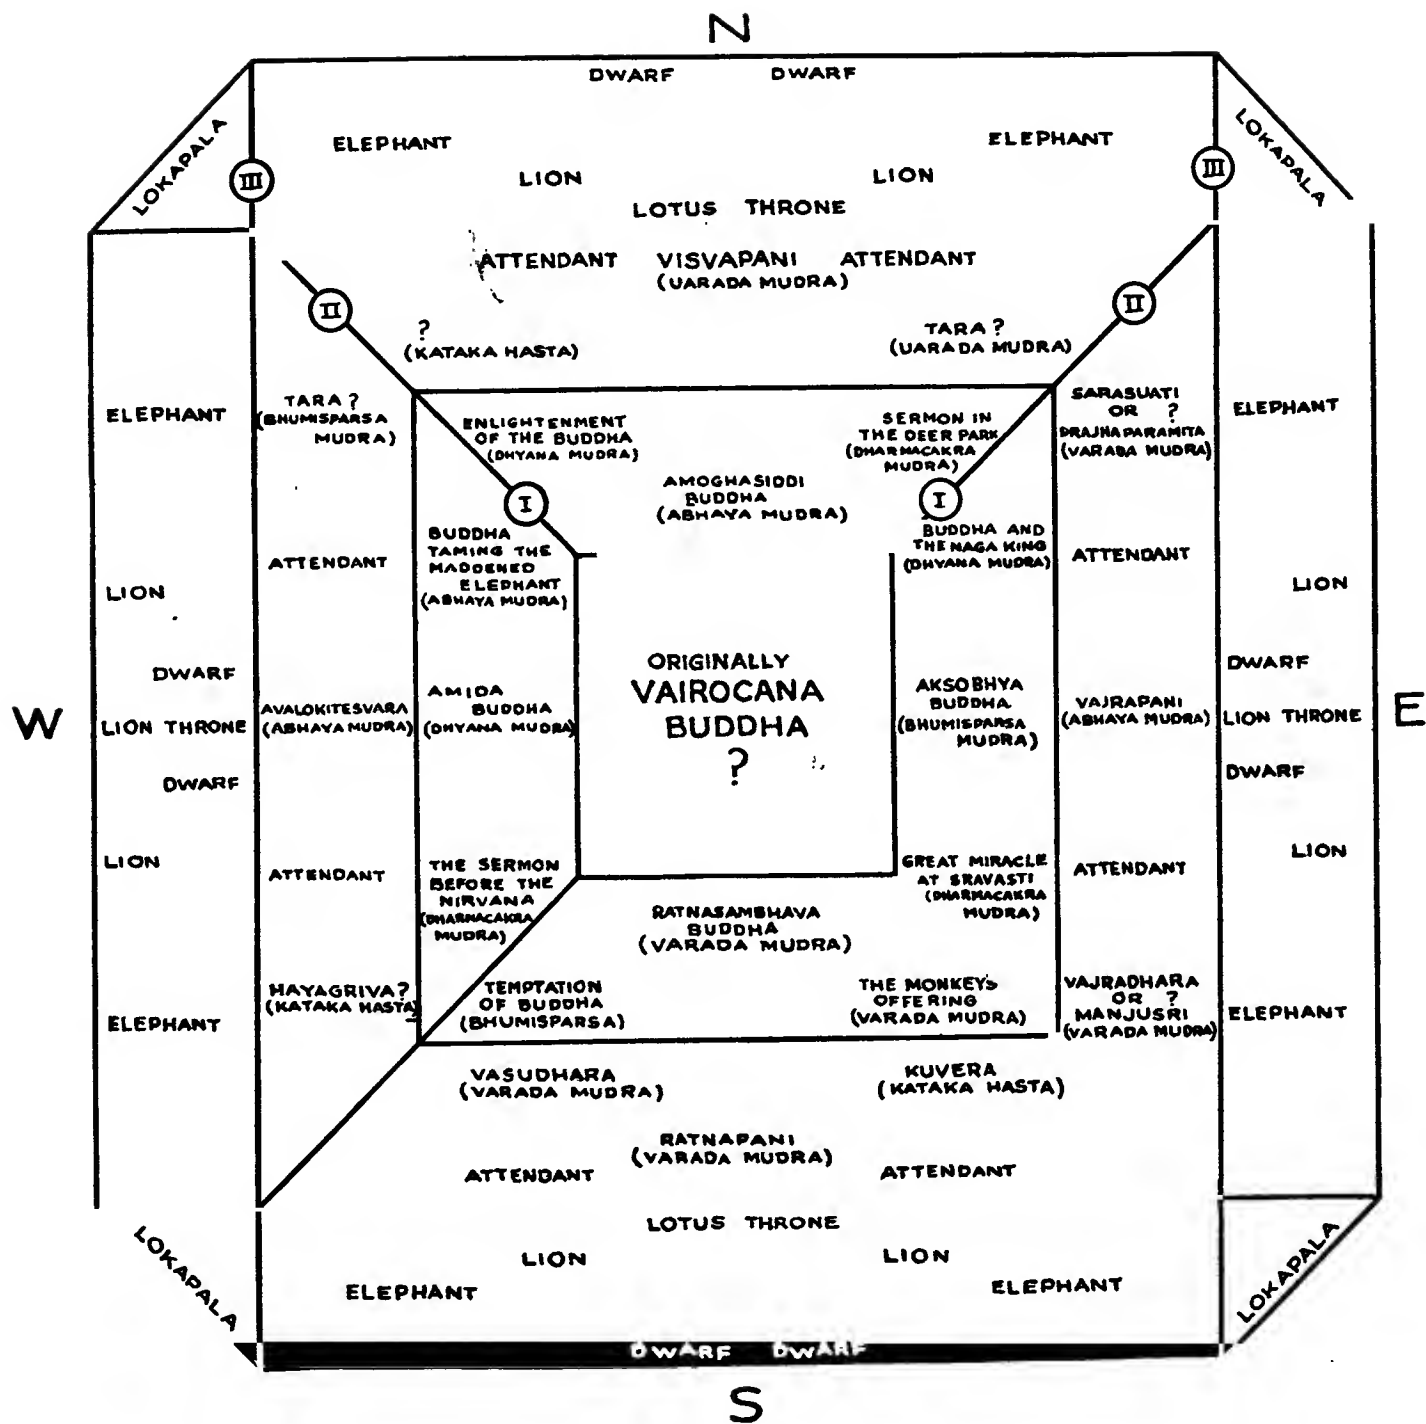 N
DWARF DWARF
LOKAPALA
LOKAPALA
ELEPHANT
ELEPHANT
III
III
LION
LION
LOTUS THRONE
ATTENDANT VISVAPANI ATTENDANT
(UARADA MUDRA)
II
II
?
(KATAKA HASTA)
TARA ?
(UARADA MUDRA)
ELEPHANT
TARA ?
(BHUMISPARSA
MUDRA)
ENLIGHTENMENT
OF THE BUDDHA
(DHYANA MUDRA)
SERMON IN
THE DEER PARK
(DHARMACAKRA
MUDRA)
SARASUATI
OR ?
DRAJHAPARAMITA
(VARADA MUDRA)
ELEPHANT
AMOGHASIDDI
BUDDHA
(ABHAYA MUDRA)
I
I
ATTENDANT
BUDDHA
TAMING THE
MADDENED
ELEPHANT
(ABHAYA MUDRA)
BUDDHA AND
THE NAGA KING
(DHYANA MUDRA)
ATTENDANT
LION
LION
DWARF
LION THRONE
DWARF
AVALOKITESVARA
(ABHAYA MUDRA)
AMIDA
BUDDHA
(DHYANA MUDRA)
ORIGINALLY
VAIROCANA
BUDDHA
?
AKSOBHYA
BUDDHA
(BHUMISPARSA
MUDRA)
VAJRAPANI
(ABHAYA MUDRA)
DWARF
LION THRONE
DWARF
W
E
LION
ATTENDANT
THE SERMON
BEFORE THE
NIRVANA
(DHARMACAKRA
MUDRA)
GREAT MIRACLE
AT SRAVASTI
(DHARMACAKRA
MUDRA)
ATTENDANT
LION
RATNASAMBHAVA
BUDDHA
(VARADA MUDRA)
ELEPHANT
HAYAGRIVA?
(KATAKA HASTA)
TEMPTATION
OF BUDDHA
(BHUMISPARSA)
THE MONKEYS
OFFERING
(VARADA MUDRA)
VAJRADHARA
OR ?
MANJUSRI
(VARADA MUDRA)
ELEPHANT
VASUDHARA
(VARADA MUDRA)
KUVERA
(KATAKA HASTA)
RATNAPANI
(VARADA MUDRA)
ATTENDANT
ATTENDANT
LOTUS THRONE
LION
LION
ELEPHANT
ELEPHANT
LOKAPALA
LOKAPALA
DWARF DWARF
S